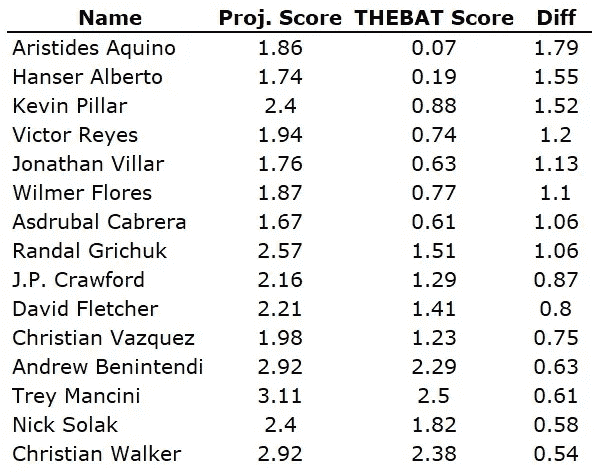 Name Proj. Score THEBAT Score Diff
Aristides Aquino 1.86 0.07 1.79
Hanser Alberto 1.74 0.19 1.55
Kevin Pillar 2.4 0.88 1.52
Victor Reyes 1.94 0.74 1.2
Jonathan Villar 1.76 0.63 1.13
Wilmer Flores 1.87 0.77 1.1
Asdrubal Cabrera 1.67 0.61 1.06
Randal Grichuk 2.57 1.51 1.06
J.P. Crawford 2.16 1.29 0.87
David Fletcher 2.21 1.41 0.8
Christian Vazquez 1.98 1.23 0.75
Andrew Benintendi 2.92 2.29 0.63
Trey Mancini 3.11 2.5 0.61
Nick Solak 2.4 1.82 0.58
Christian Walker 2.92 2.38 0.54